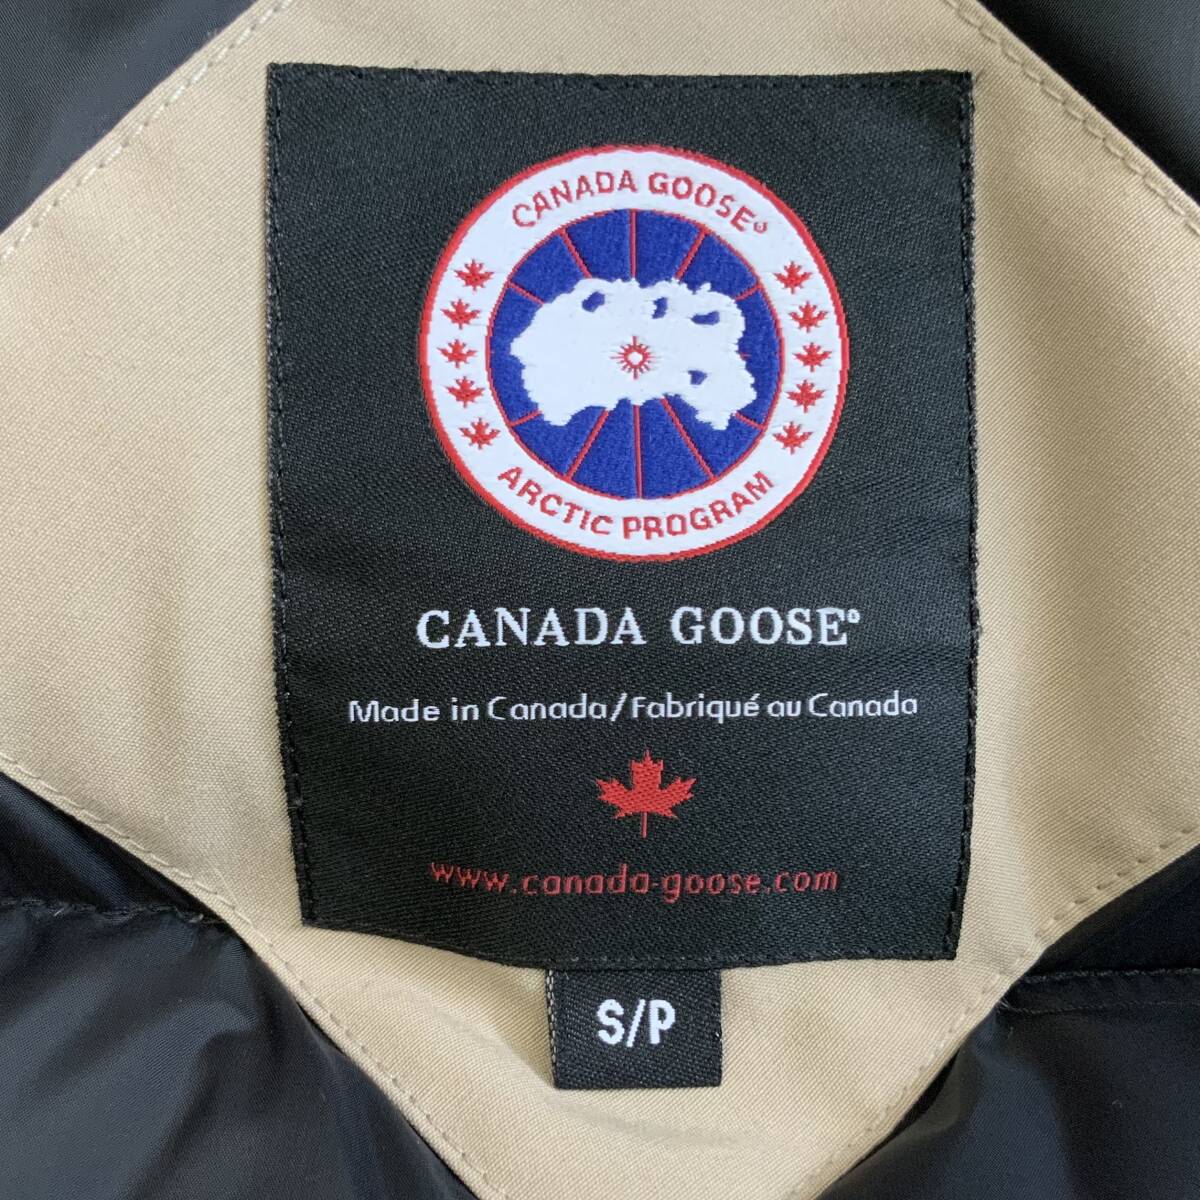 CANADA GOOSE®
ARCTIC PROGRAM
CANADA GOOSE®
Made in Canada/Fabriqué au Canada
www.canada-goose.com
S/P